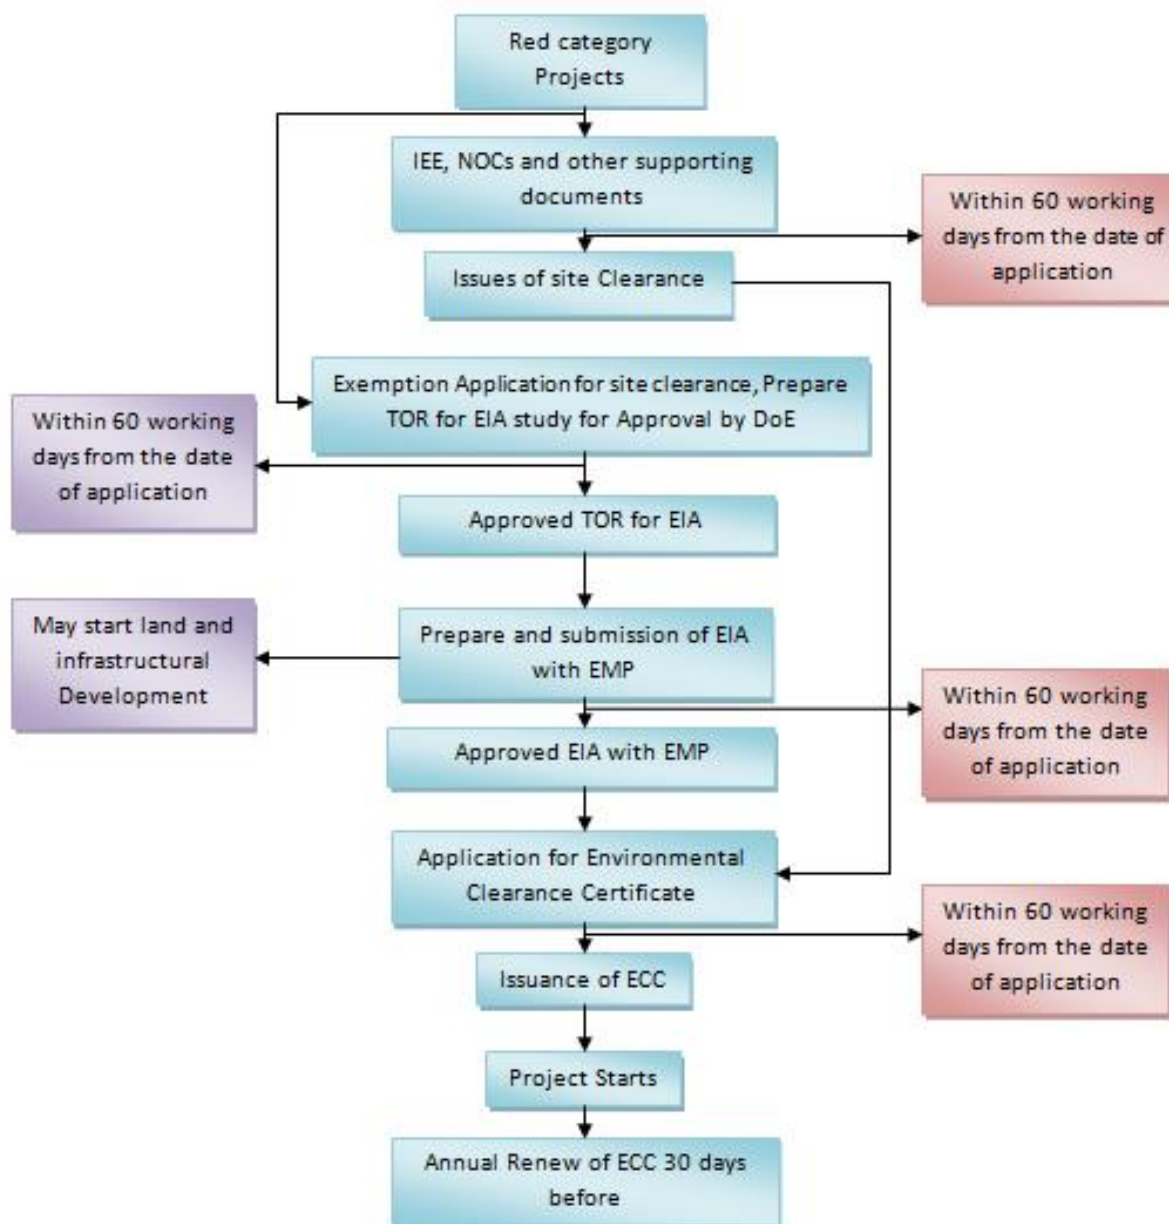 Red category
Projects
IEE, NOCs and other supporting
documents
Within 60 working
days from the date of
application
Issues of site Clearance
Exemption Application for site clearance, Prepare
TOR for EIA study for Approval by DoE
Within 60 working
days from the date
of application
Approved TOR for EIA
May start land and
infrastructural
Development
Prepare and submission of EIA
with EMP
Within 60 working
days from the date
of application
Approved EIA with EMP
Application for Environmental
Clearance Certificate
Within 60 working
days from the date
of application
Issuance of ECC
Project Starts
Annual Renew of ECC 30 days
before